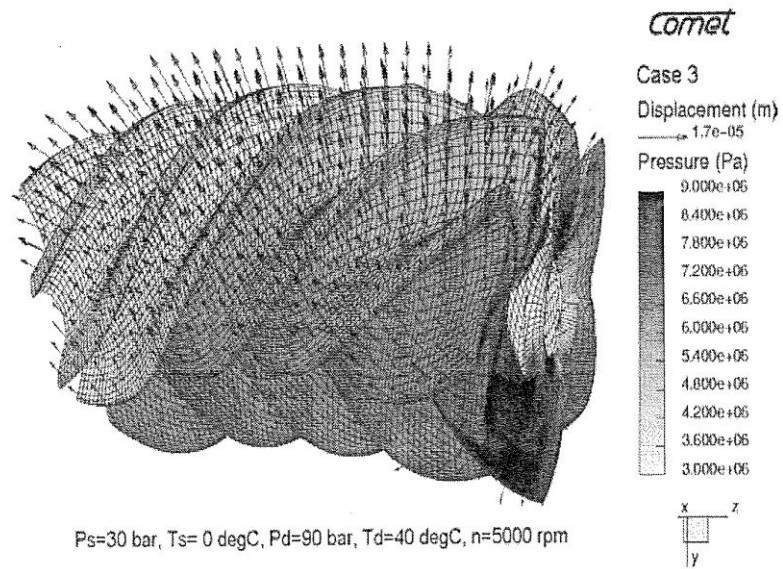 Comet
Case 3
Displacement (m)
1.7e-05
Pressure (Pa)
9.000e+06
8.400e+06
7.800e+06
7.200e+06
6.600e+06
6.000e+06
5.400e+06
4.800e+06
4.200e+06
3.600e+06
3.000e+06
x z
y
Ps=30 bar, Ts= 0 degC, Pd=90 bar, Td=40 degC, n=5000 rpm